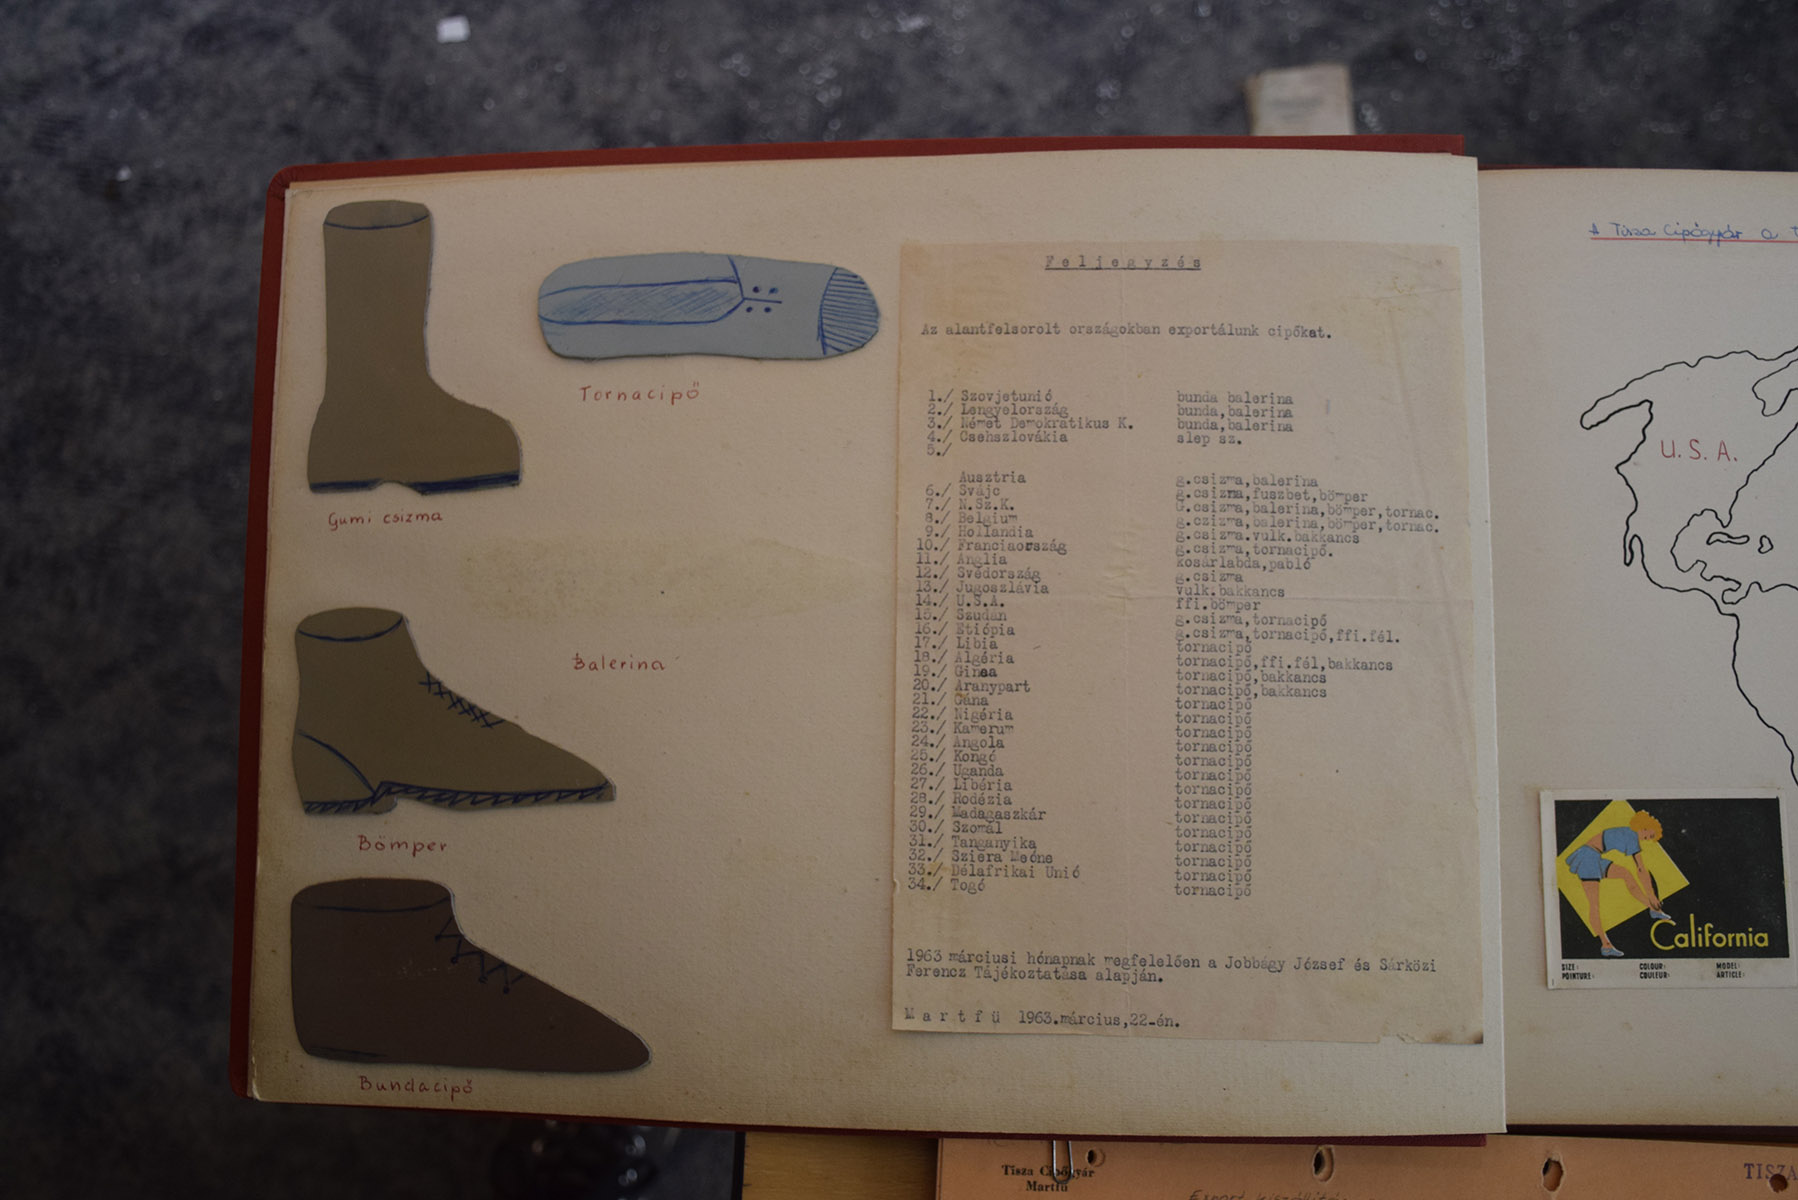 Gumi csizma
Tornacipő
Balerina
Bömper
Bundacipő
Feljegyzés
Az alantfelsorolt országokban exportálunk cipőkat.
1./ Szovjetunió bunda balerina
2./ Lengyelország bunda,balerina
3./ Német Demokratikus K. bunda,balerina
4./ Csehszlovákia slep sz.
5./
Ausztria g.csizma,balerina
6./ Svájc g.csizma,fuszbet,bömper
7./ N.Sz.K. G.csizma,balerina,bömper,tornac.
8./ Belgium g.czizma,balerina,bömper,tornac.
9./ Hollandia g.csizma.vulk.bakkancs
10./ Franciaország g.csizma,tornacipő.
11./ Anglia kosárlabda,pabló
12./ Svédország g.csizma
13./ Jugoszlávia vulk.bakkancs
14./ U.S.A. ffi.bömper
15./ Szudán g.csizma,tornacipő
16./ Etiópia g.csizma,tornacipő,ffi.fél.
17./ Libia tornacipő
18./ Algéria tornacipő,ffi.fél,bakkancs
19./ Ginea tornacipő,bakkancs
20./ Aranypart tornacipő,bakkancs
21./ Gána tornacipő
22./ Nigéria tornacipő
23./ Kamerum tornacipő
24./ Angola tornacipő
25./ Kongó tornacipő
26./ Uganda tornacipő
27./ Libéria tornacipő
28./ Rodézia tornacipő
29./ Madagaszkár tornacipő
30./ Szomál tornacipő
31./ Tanganyika tornacipő
32./ Sziera Meóne tornacipő
33./ Délafrikai Unió tornacipő
34./ Togó tornacipő
1963 márciusi hónapnak megfelelően a Jobbágy József és Sárközi
Ferencz Tájékoztatása alapján.
Martfü 1963.március,22-én.
A Tisza Cipőgyár a
U.S.A.
California
SIZE: COLOUR: MODEL:
POINTURE: COULEUR: ARTICLE:
Tisza Cipőgyár
Martfű
TISZA